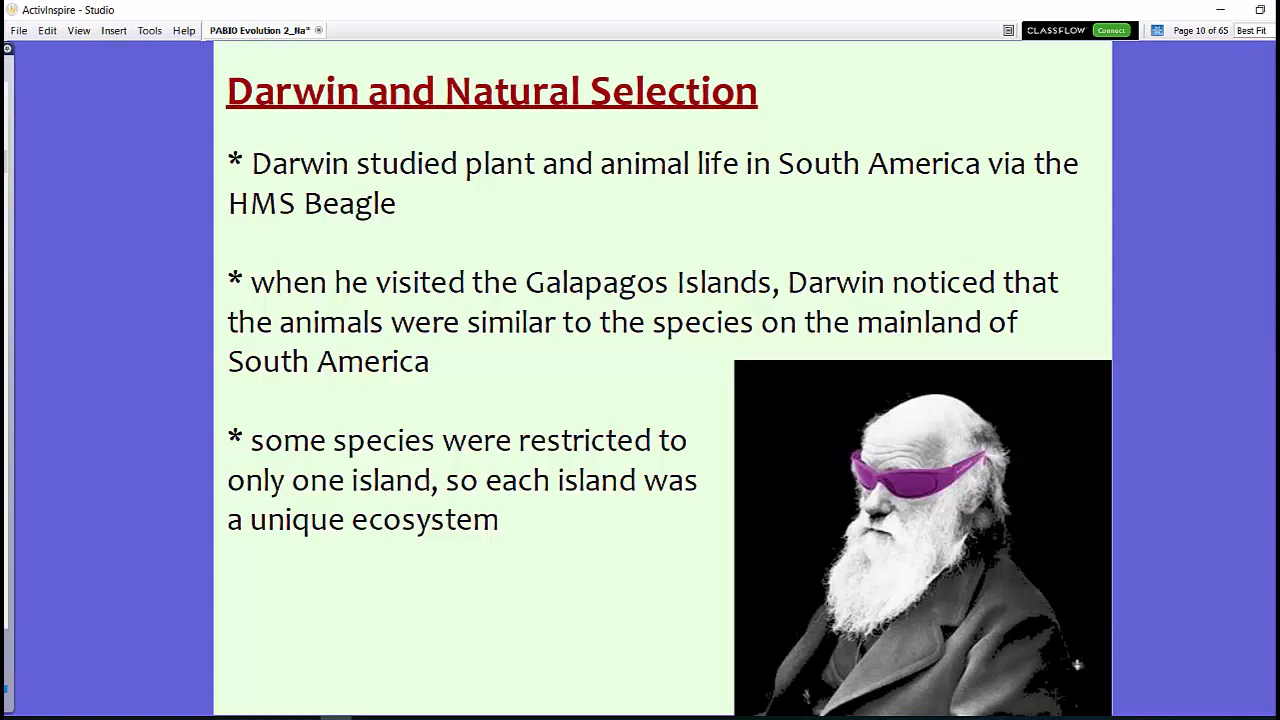 ActivInspire - Studio
File Edit View Insert Tools Help PABIO Evolution 2_Na* CLASSFLOW Connect Page 10 of 65 Best Fit
Darwin and Natural Selection
* Darwin studied plant and animal life in South America via the
HMS Beagle
* when he visited the Galapagos Islands, Darwin noticed that
the animals were similar to the species on the mainland of
South America
* some species were restricted to
only one island, so each island was
a unique ecosystem